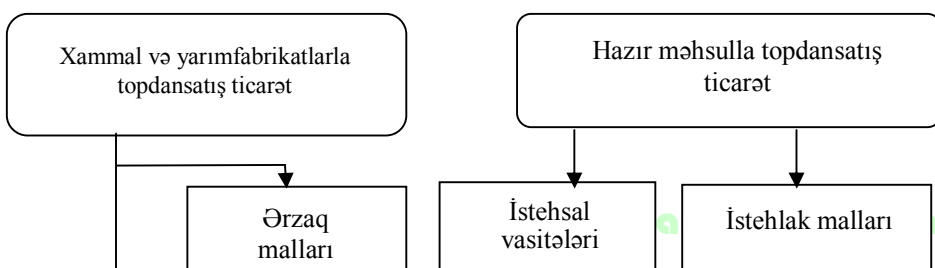 Xammal və yarımfabrikatlarla
topdansatış ticarət
Hazır məhsulla topdansatış
ticarət
Ərzaq
malları
İstehsal
vasitələri
İstehlak malları